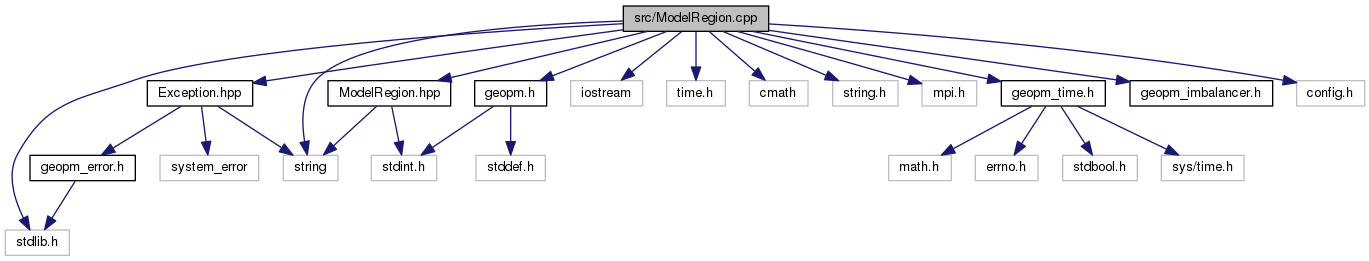 src/ModelRegion.cpp
Exception.hpp
ModelRegion.hpp
geopm.h
iostream
time.h
cmath
string.h
mpi.h
geopm_time.h
geopm_imbalancer.h
config.h
geopm_error.h
system_error
string
stdint.h
stddef.h
math.h
errno.h
stdbool.h
sys/time.h
stdlib.h